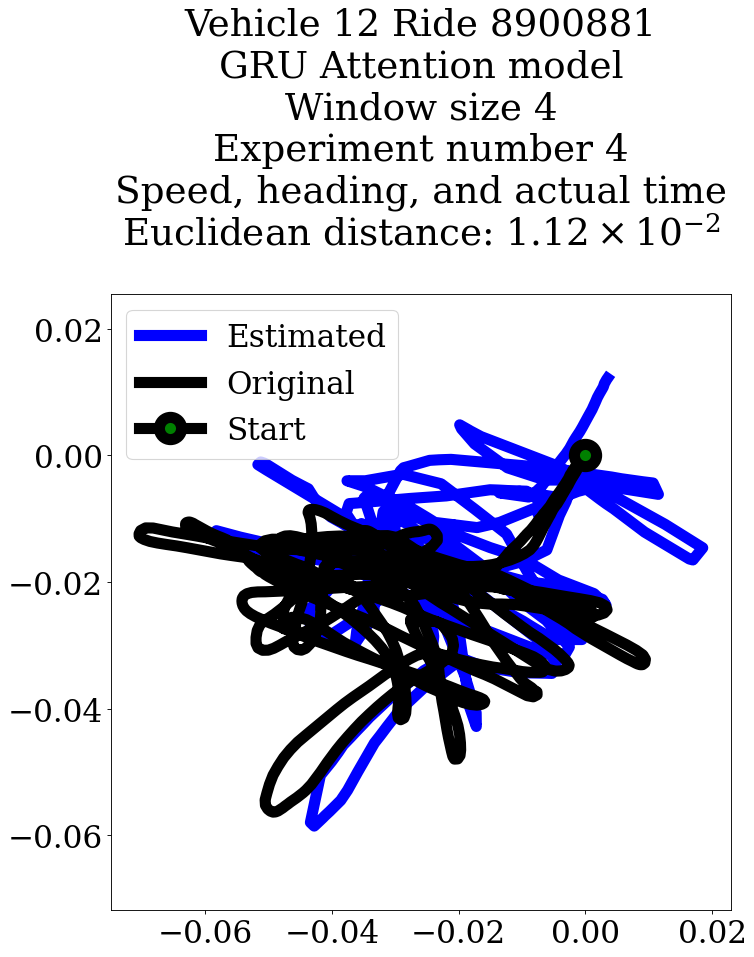 Vehicle 12 Ride 8900881
GRU Attention model
Window size 4
Experiment number 4
Speed, heading, and actual time
Euclidean distance: 1.12 × 10⁻²
Estimated
Original
Start
0.02
0.00
−0.02
−0.04
−0.06
−0.06 −0.04 −0.02 0.00 0.02